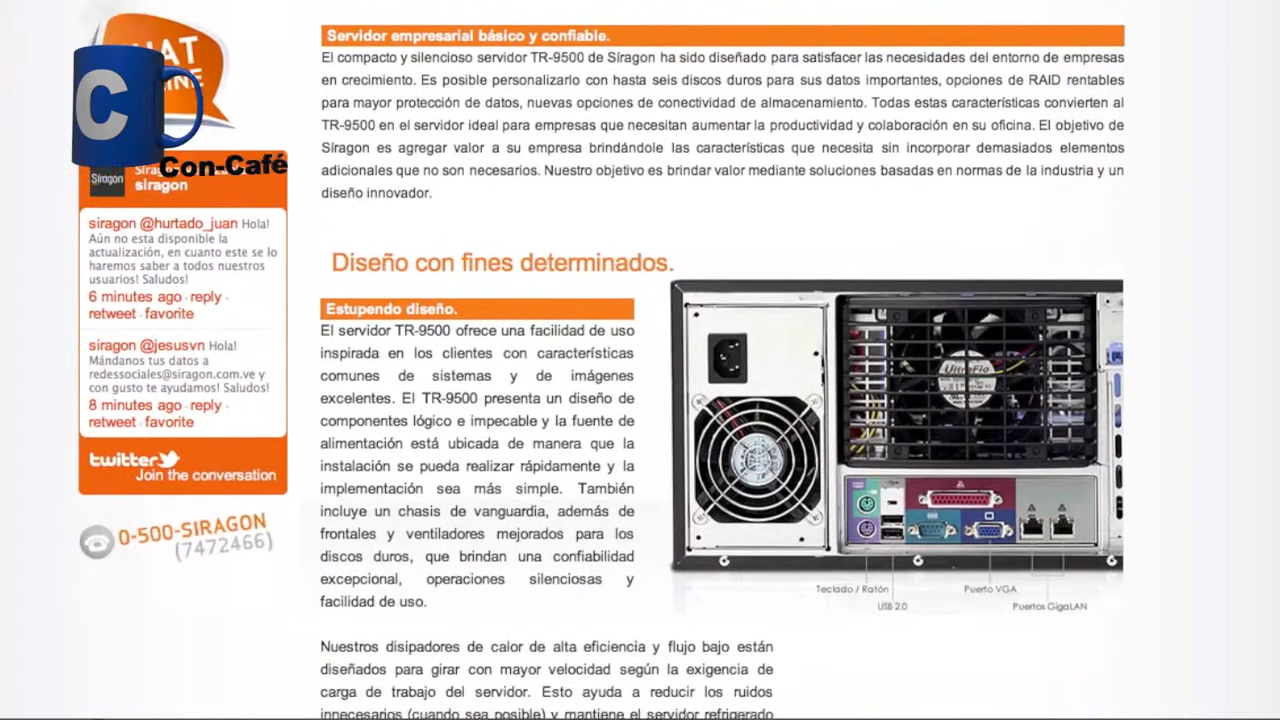 C
Con-Café
Síragon
siragon
siragon @hurtado_juan Hola!
Aún no esta disponible la
actualización, en cuanto este se lo
haremos saber a todos nuestros
usuarios! Saludos!
6 minutes ago · reply ·
retweet · favorite
siragon @jesusvn Hola!
Mándanos tus datos a
redessociales@siragon.com.ve y
con gusto te ayudamos! Saludos!
8 minutes ago · reply ·
retweet · favorite
twitter
Join the conversation
0-500-SIRAGON
(7472466)
Servidor empresarial básico y confiable.
El compacto y silencioso servidor TR-9500 de Síragon ha sido diseñado para satisfacer las necesidades del entorno de empresas
en crecimiento. Es posible personalizarlo con hasta seis discos duros para sus datos importantes, opciones de RAID rentables
para mayor protección de datos, nuevas opciones de conectividad de almacenamiento. Todas estas características convierten al
TR-9500 en el servidor ideal para empresas que necesitan aumentar la productividad y colaboración en su oficina. El objetivo de
Síragon es agregar valor a su empresa brindándole las características que necesita sin incorporar demasiados elementos
adicionales que no son necesarios. Nuestro objetivo es brindar valor mediante soluciones basadas en normas de la industria y un
diseño innovador.
Diseño con fines determinados.
Estupendo diseño.
El servidor TR-9500 ofrece una facilidad de uso
inspirada en los clientes con características
comunes de sistemas y de imágenes
excelentes. El TR-9500 presenta un diseño de
componentes lógico e impecable y la fuente de
alimentación está ubicada de manera que la
instalación se pueda realizar rápidamente y la
implementación sea más simple. También
incluye un chasis de vanguardia, además de
frontales y ventiladores mejorados para los
discos duros, que brindan una confiabilidad
excepcional, operaciones silenciosas y
facilidad de uso.
UltraFlo
Teclado / Ratón
USB 2.0
Puerto VGA
Puertos GigaLAN
Nuestros disipadores de calor de alta eficiencia y flujo bajo están
diseñados para girar con mayor velocidad según la exigencia de
carga de trabajo del servidor. Esto ayuda a reducir los ruidos
innecesarios (cuando sea posible) y mantiene el servidor refrigerado